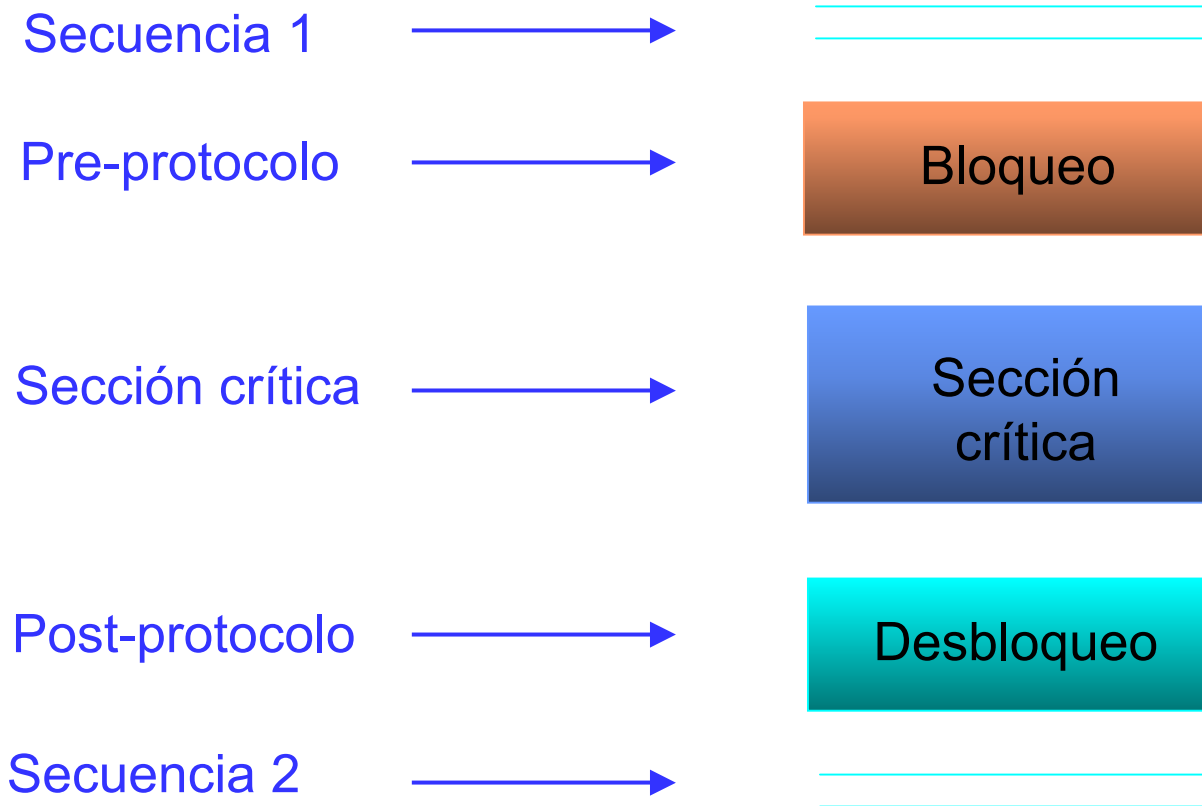 Secuencia 1
Pre-protocolo
Bloqueo
Sección crítica
Sección
crítica
Post-protocolo
Desbloqueo
Secuencia 2